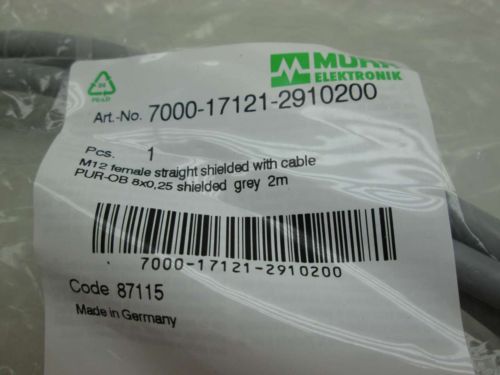 MURR
ELEKTRONIK
Art.-No. 7000-17121-2910200
Pcs. 1
M12 female straight shielded with cable
PUR-OB 8x0,25 shielded grey 2m
7000-17121-2910200
Code 87115
Made in Germany